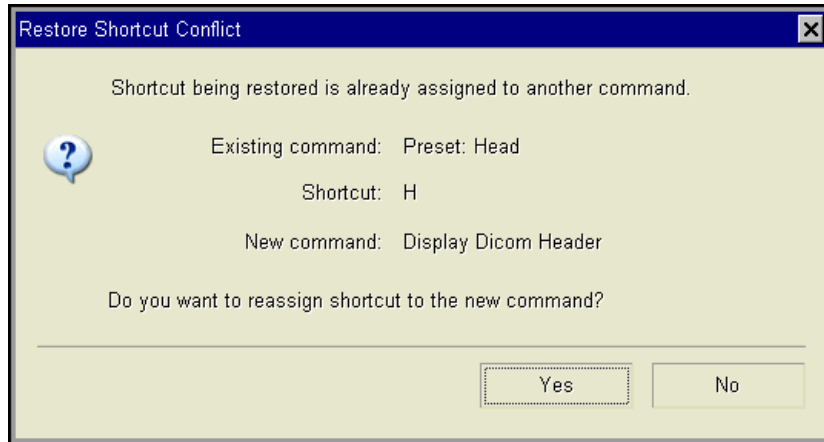 Restore Shortcut Conflict
Shortcut being restored is already assigned to another command.
Existing command: Preset: Head
Shortcut: H
New command: Display Dicom Header
Do you want to reassign shortcut to the new command?
Yes No